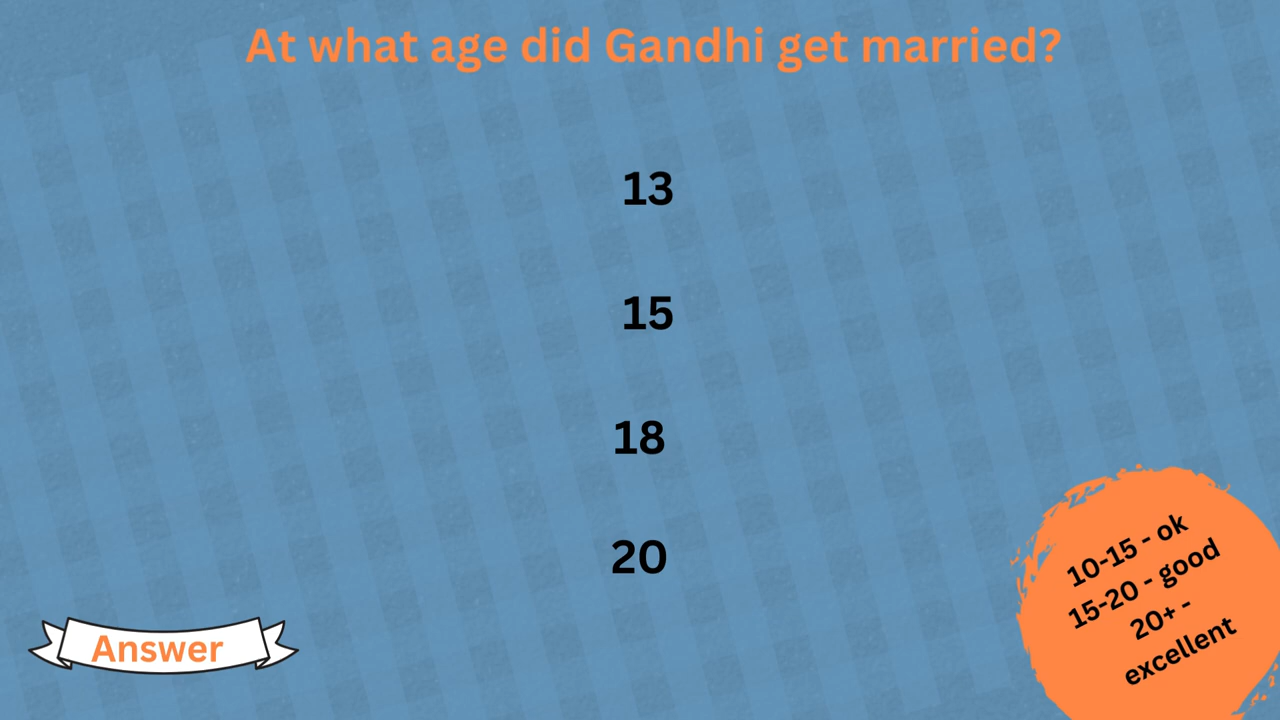 At what age did Gandhi get married?
13
15
18
20
Answer
10-15 - ok
15-20 - good
20+ -
excellent